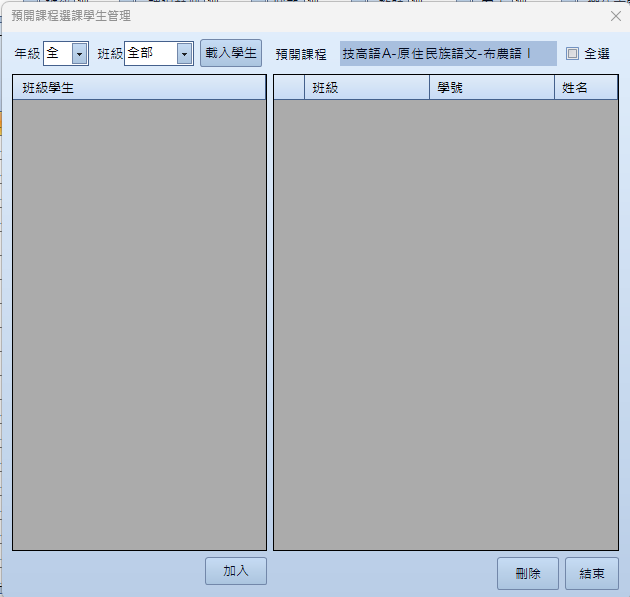 預開課程選課學生管理
年級 全 班級 全部 載入學生 預開課程 技高語A-原住民族語文-布農語Ⅰ 全選
班級學生 班級 學號 姓名
加入 刪除 結束